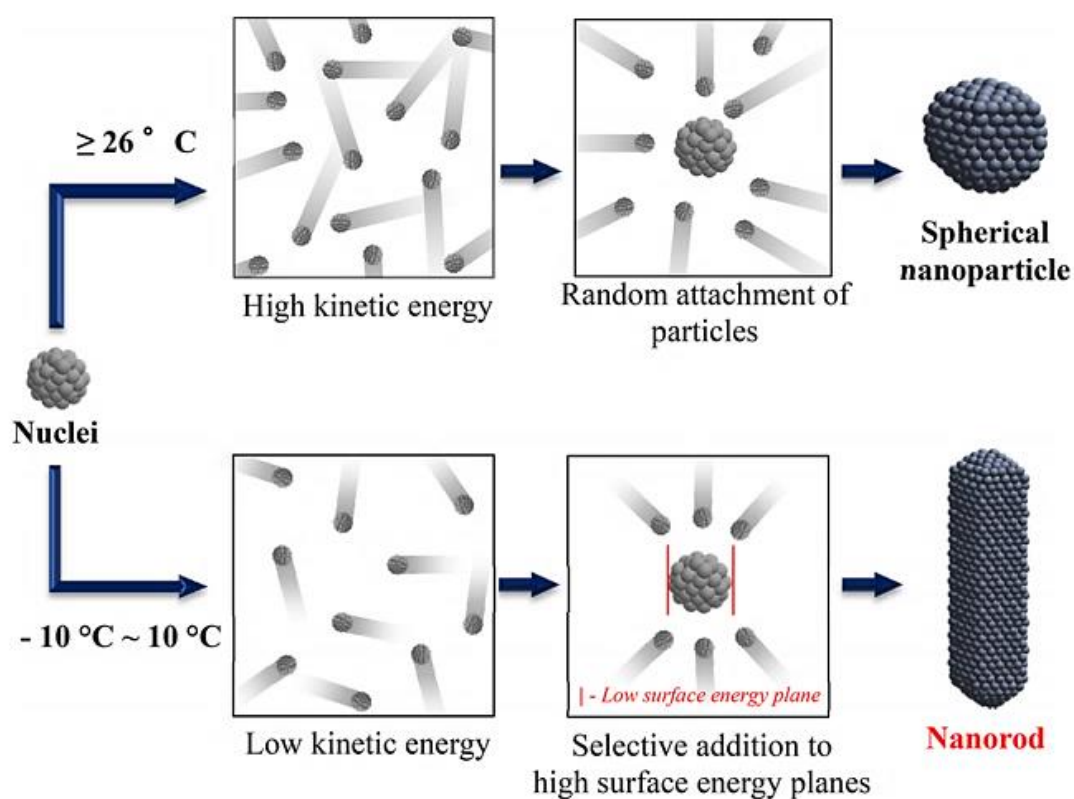 ≥ 26 ° C
High kinetic energy
Random attachment of
particles
Spherical
nanoparticle
Nuclei
- 10 °C ~ 10 °C
Low kinetic energy
| - Low surface energy plane
Selective addition to
high surface energy planes
Nanorod